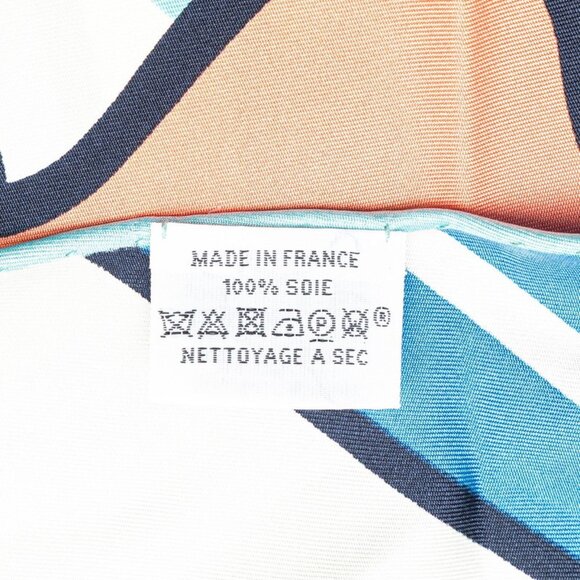 MADE IN FRANCE
100% SOIE
P W ®
NETTOYAGE A SEC